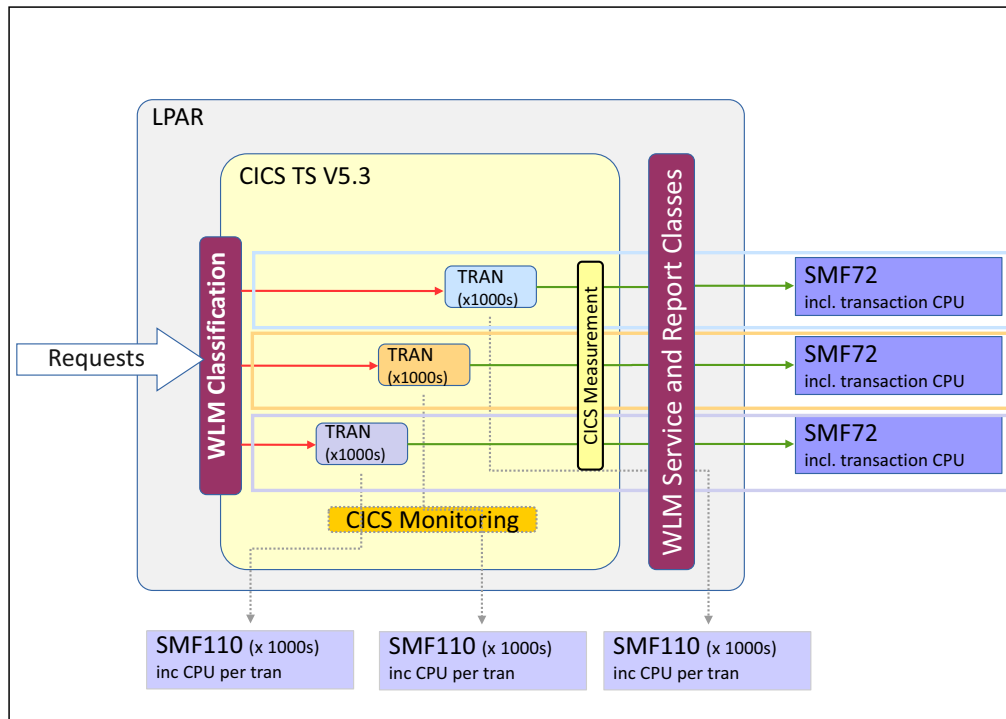 LPAR
CICS TS V5.3
WLM Service and Report Classes
WLM Classification
Requests
TRAN
(x1000s)
CICS Measurement
SMF72
incl. transaction CPU
TRAN
(x1000s)
SMF72
incl. transaction CPU
TRAN
(x1000s)
SMF72
incl. transaction CPU
CICS Monitoring
SMF110 (x 1000s)
inc CPU per tran
SMF110 (x 1000s)
inc CPU per tran
SMF110 (x 1000s)
inc CPU per tran